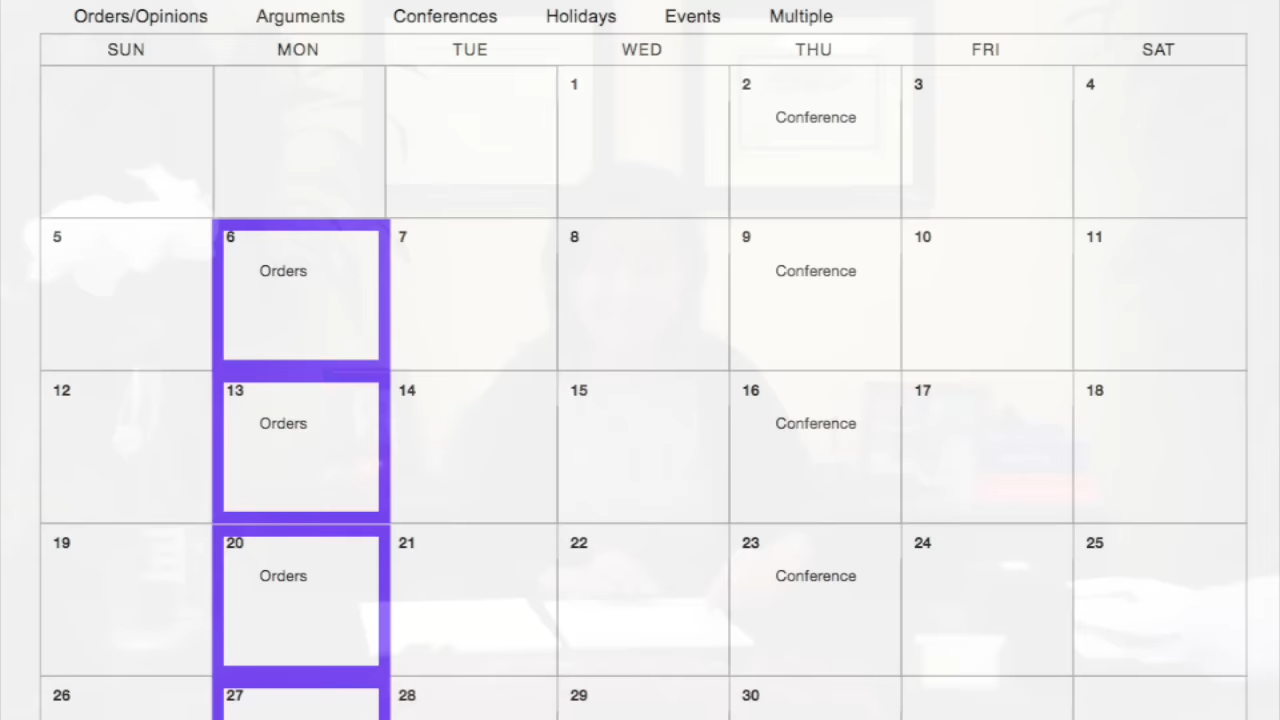 Orders/Opinions Arguments Conferences Holidays Events Multiple
SUN MON TUE WED THU FRI SAT
1 2 3 4
Conference
5 6 7 8 9 10 11
Orders Conference
12 13 14 15 16 17 18
Orders Conference
19 20 21 22 23 24 25
Orders Conference
26 27 28 29 30